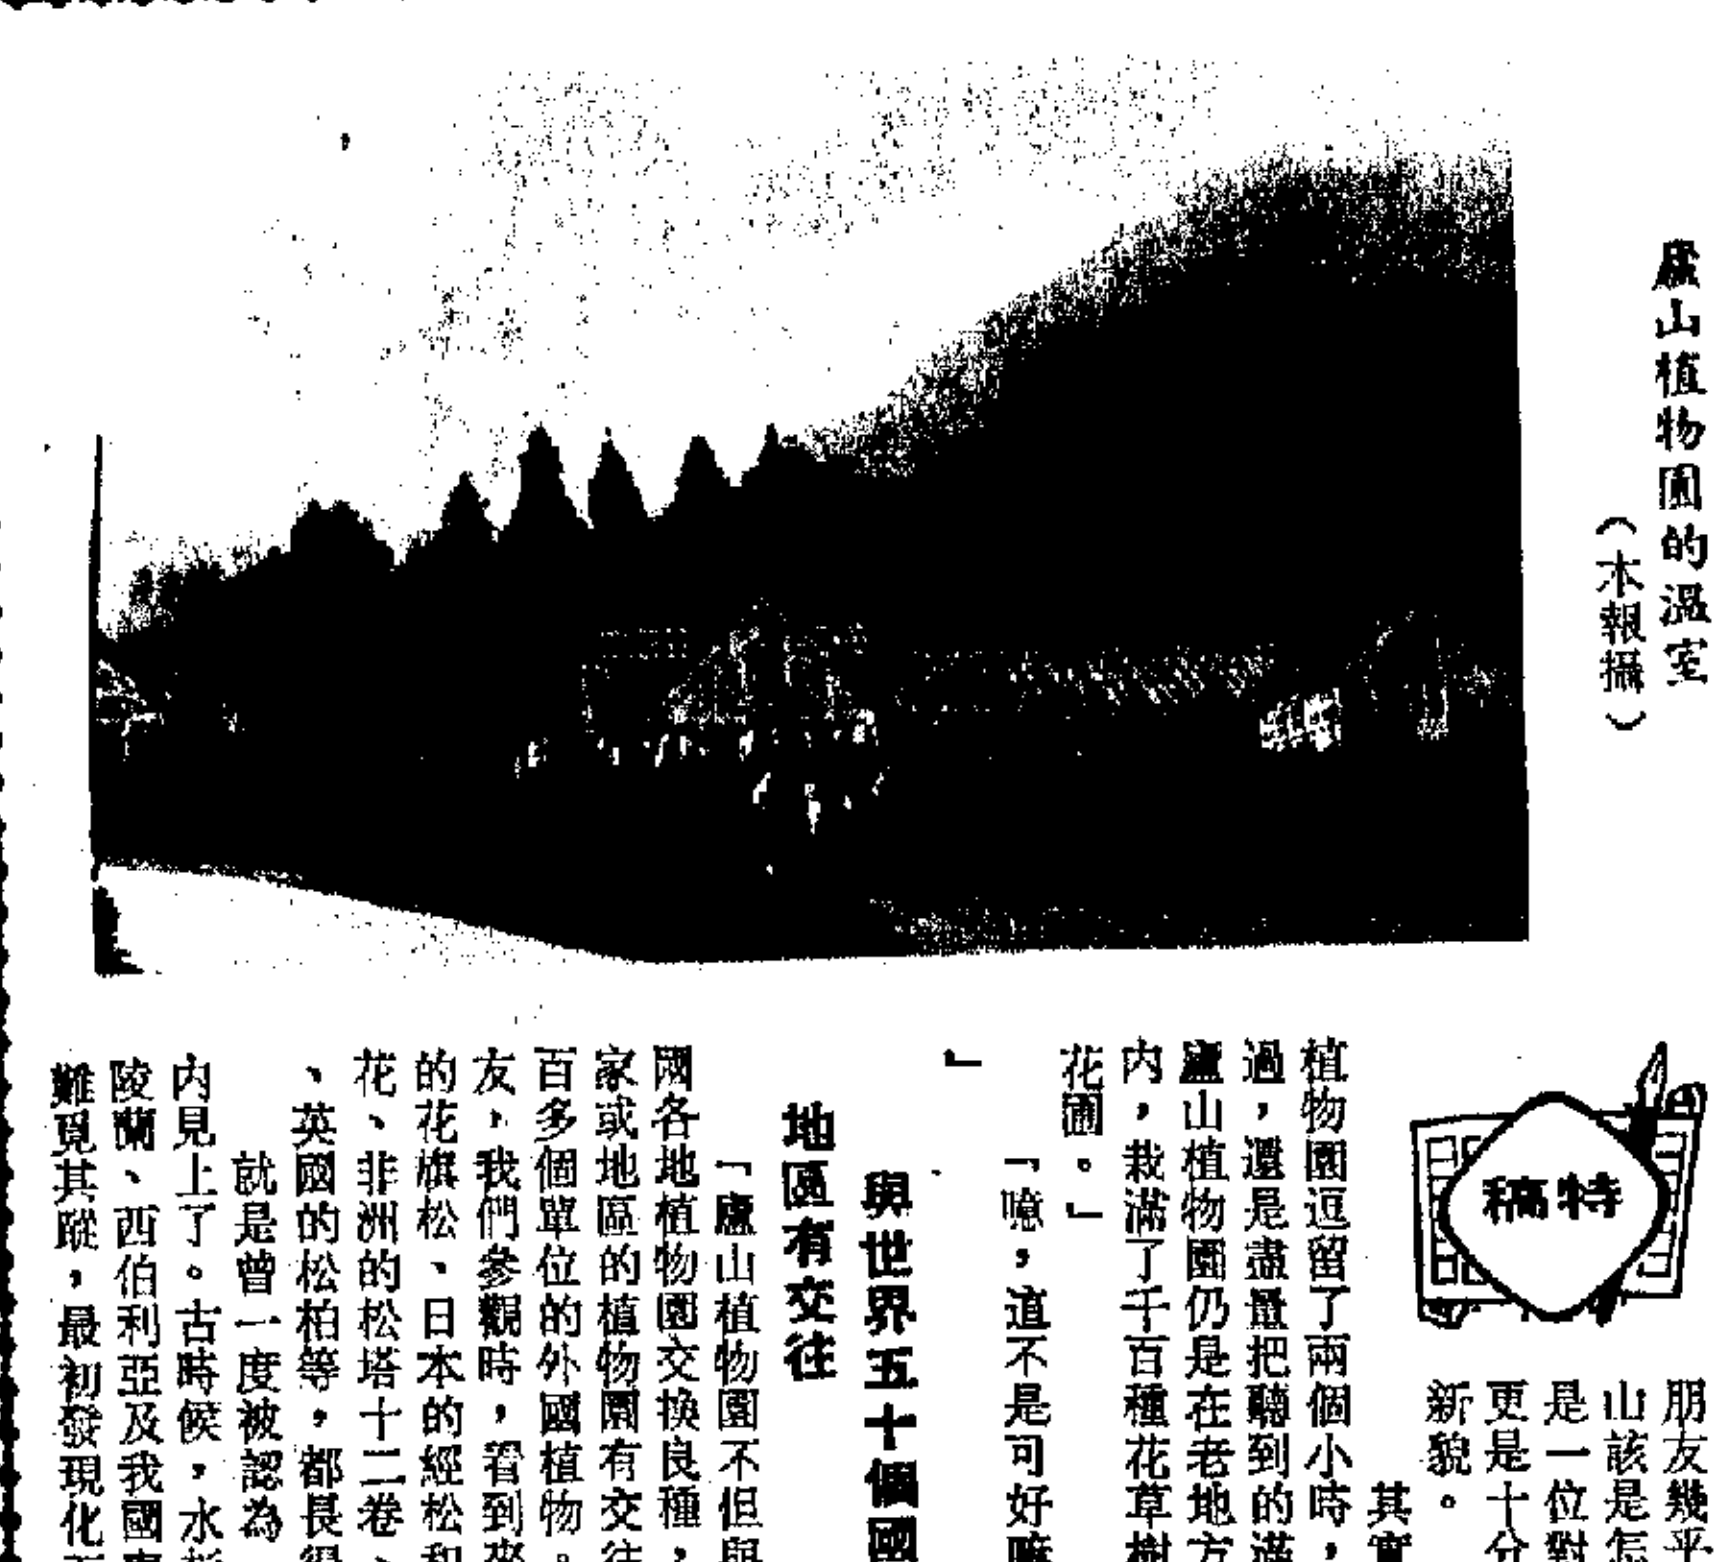 廬山植物園的溫室
（本報攝）
特稿
朋友幾乎
山該是怎
是一位對
更是十分
新貌。
其實
植物園逗留了兩個小時，
過，還是盡量把聽到的滿
廬山植物園仍是在老地方
內，栽滿了千百種花草樹
花圃。」
「噫，這不是可好嘛
」
與世界五十個國
地區有交往
「廬山植物園不但與
國各地植物園交換良種，
家或地區的植物園有交往
百多個單位的外國植物。
友，我們參觀時，看到來
的花旗松、日本的經松和
花、非洲的松塔十二卷、
、英國的松柏等，都長得
就是曾一度被認為
內見上了。古時候，水杉
陵蘭、西伯利亞及我國東
難覓其蹤，最初發現化石